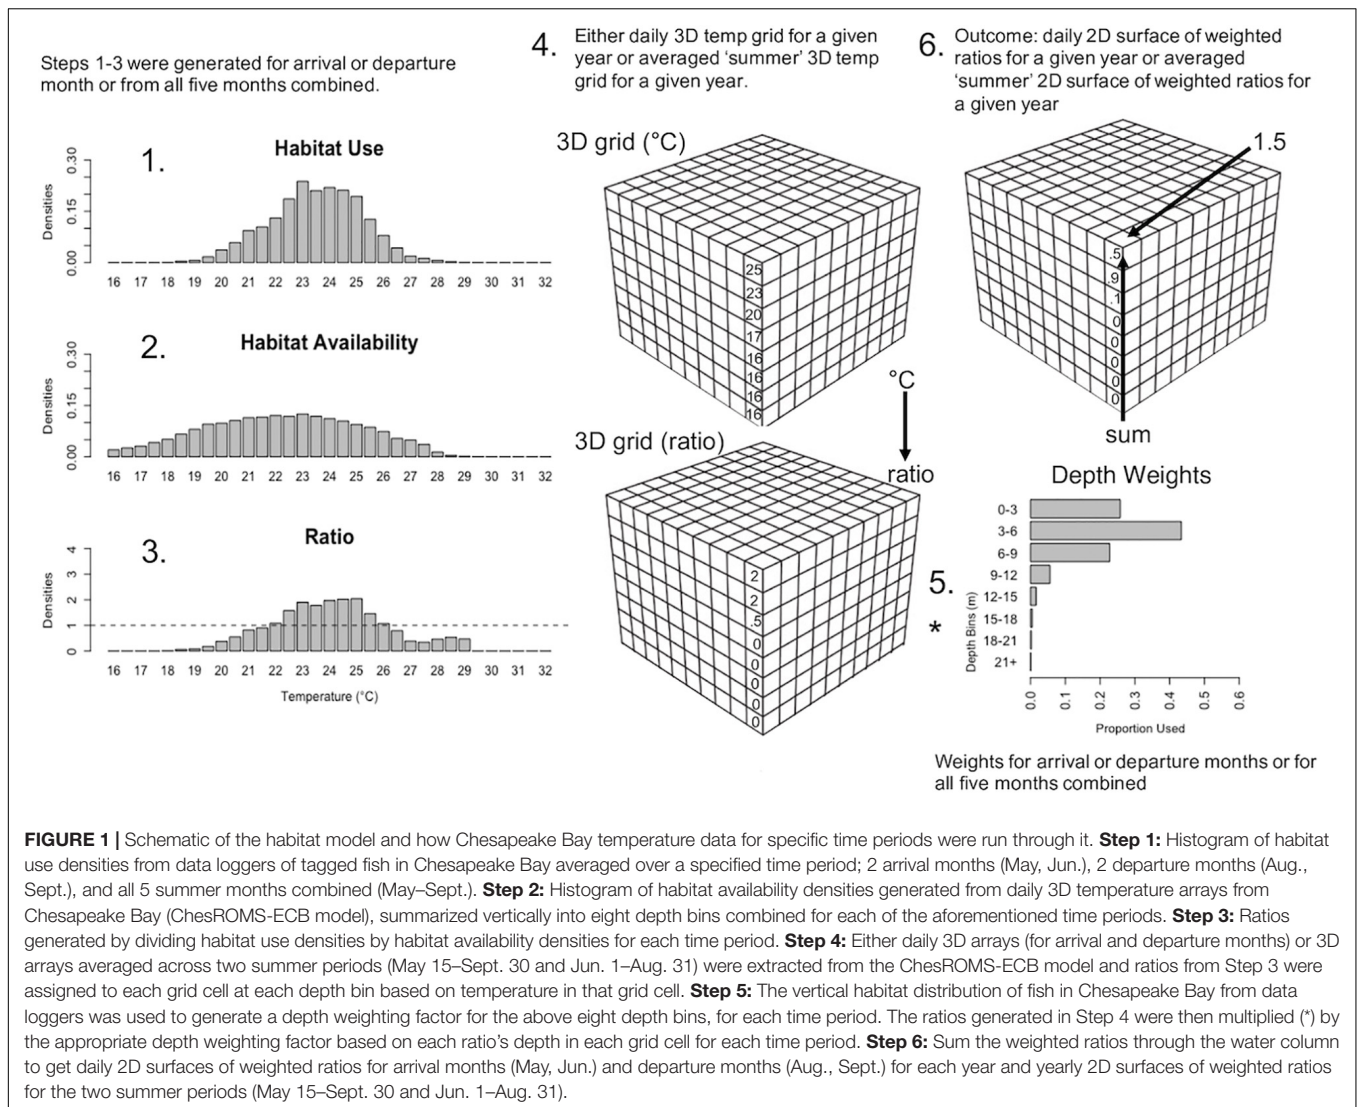 Steps 1-3 were generated for arrival or departure
month or from all five months combined.
1.
Habitat Use
Densities
0.00
0.15
0.30
16 17 18 19 20 21 22 23 24 25 26 27 28 29 30 31 32
2.
Habitat Availability
Densities
0.00
0.15
0.30
16 17 18 19 20 21 22 23 24 25 26 27 28 29 30 31 32
3.
Ratio
Densities
4
3
2
1
0
16 17 18 19 20 21 22 23 24 25 26 27 28 29 30 31 32
Temperature (°C)
4.
Either daily 3D temp grid for a given
year or averaged ‘summer’ 3D temp
grid for a given year.
3D grid (°C)
25
23
20
17
16
16
16
16
°C
ratio
3D grid (ratio)
2
2
.5
0
0
0
0
0
6.
Outcome: daily 2D surface of weighted
ratios for a given year or averaged
‘summer’ 2D surface of weighted ratios for
a given year
1.5
.5
.9
.1
0
0
0
0
0
sum
5.
*
Depth Weights
Depth Bins (m)
0-3
3-6
6-9
9-12
12-15
15-18
18-21
21+
0.0 0.1 0.2 0.3 0.4 0.5 0.6
Proportion Used
Weights for arrival or departure months or for
all five months combined
FIGURE 1 | Schematic of the habitat model and how Chesapeake Bay temperature data for specific time periods were run through it. Step 1: Histogram of habitat
use densities from data loggers of tagged fish in Chesapeake Bay averaged over a specified time period; 2 arrival months (May, Jun.), 2 departure months (Aug.,
Sept.), and all 5 summer months combined (May–Sept.). Step 2: Histogram of habitat availability densities generated from daily 3D temperature arrays from
Chesapeake Bay (ChesROMS-ECB model), summarized vertically into eight depth bins combined for each of the aforementioned time periods. Step 3: Ratios
generated by dividing habitat use densities by habitat availability densities for each time period. Step 4: Either daily 3D arrays (for arrival and departure months) or 3D
arrays averaged across two summer periods (May 15–Sept. 30 and Jun. 1–Aug. 31) were extracted from the ChesROMS-ECB model and ratios from Step 3 were
assigned to each grid cell at each depth bin based on temperature in that grid cell. Step 5: The vertical habitat distribution of fish in Chesapeake Bay from data
loggers was used to generate a depth weighting factor for the above eight depth bins, for each time period. The ratios generated in Step 4 were then multiplied (*) by
the appropriate depth weighting factor based on each ratio’s depth in each grid cell for each time period. Step 6: Sum the weighted ratios through the water column
to get daily 2D surfaces of weighted ratios for arrival months (May, Jun.) and departure months (Aug., Sept.) for each year and yearly 2D surfaces of weighted ratios
for the two summer periods (May 15–Sept. 30 and Jun. 1–Aug. 31).